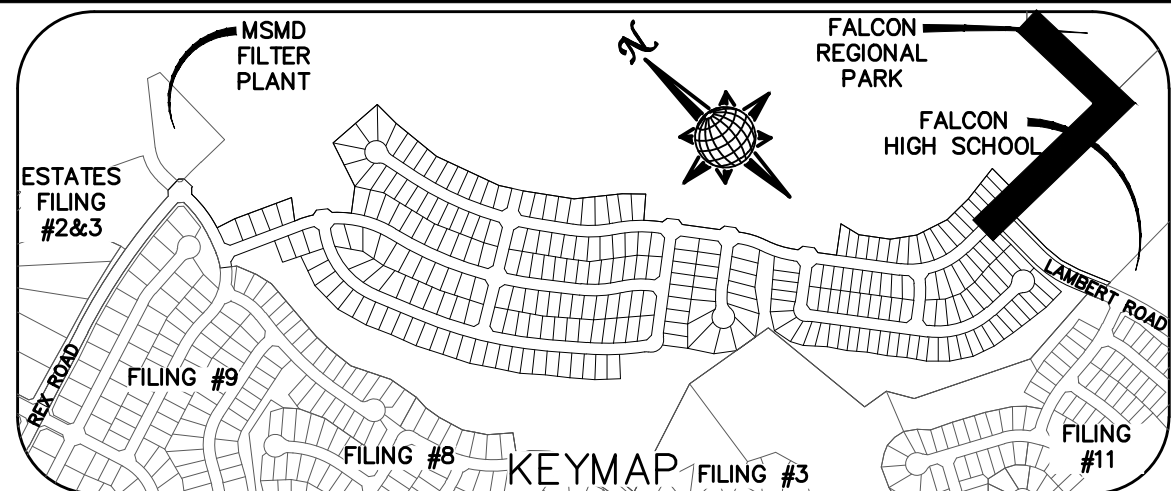 MSMD
FILTER
PLANT
N
FALCON
REGIONAL
PARK
FALCON
HIGH SCHOOL
ESTATES
FILING
#2&3
LAMBERT ROAD
REX ROAD
FILING #9
FILING #8
KEYMAP
FILING #3
FILING
#11